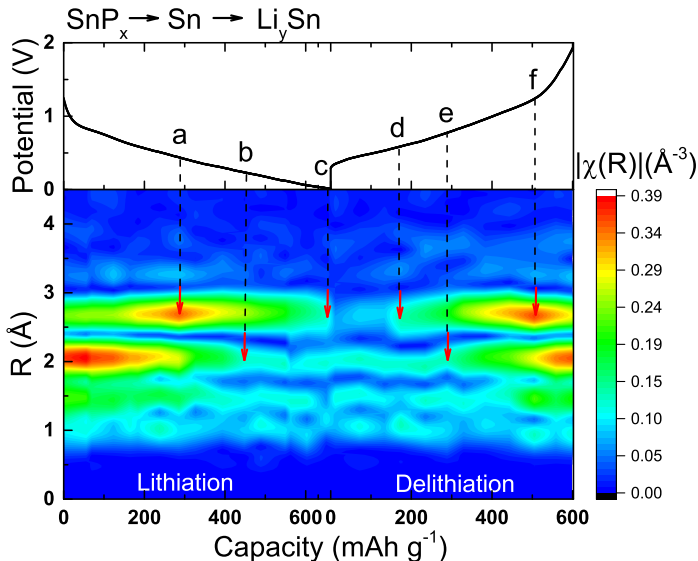 SnPₓ → Sn → LiᵧSn
Potential (V)
2
1
0
a
b
c
d
e
f
|χ(R)|(Å⁻³)
R (Å)
4
3
2
1
0
0.39
0.34
0.29
0.24
0.19
0.15
0.10
0.05
0.00
Lithiation
Delithiation
0 200 400 600 0 200 400 600
Capacity (mAh g⁻¹)